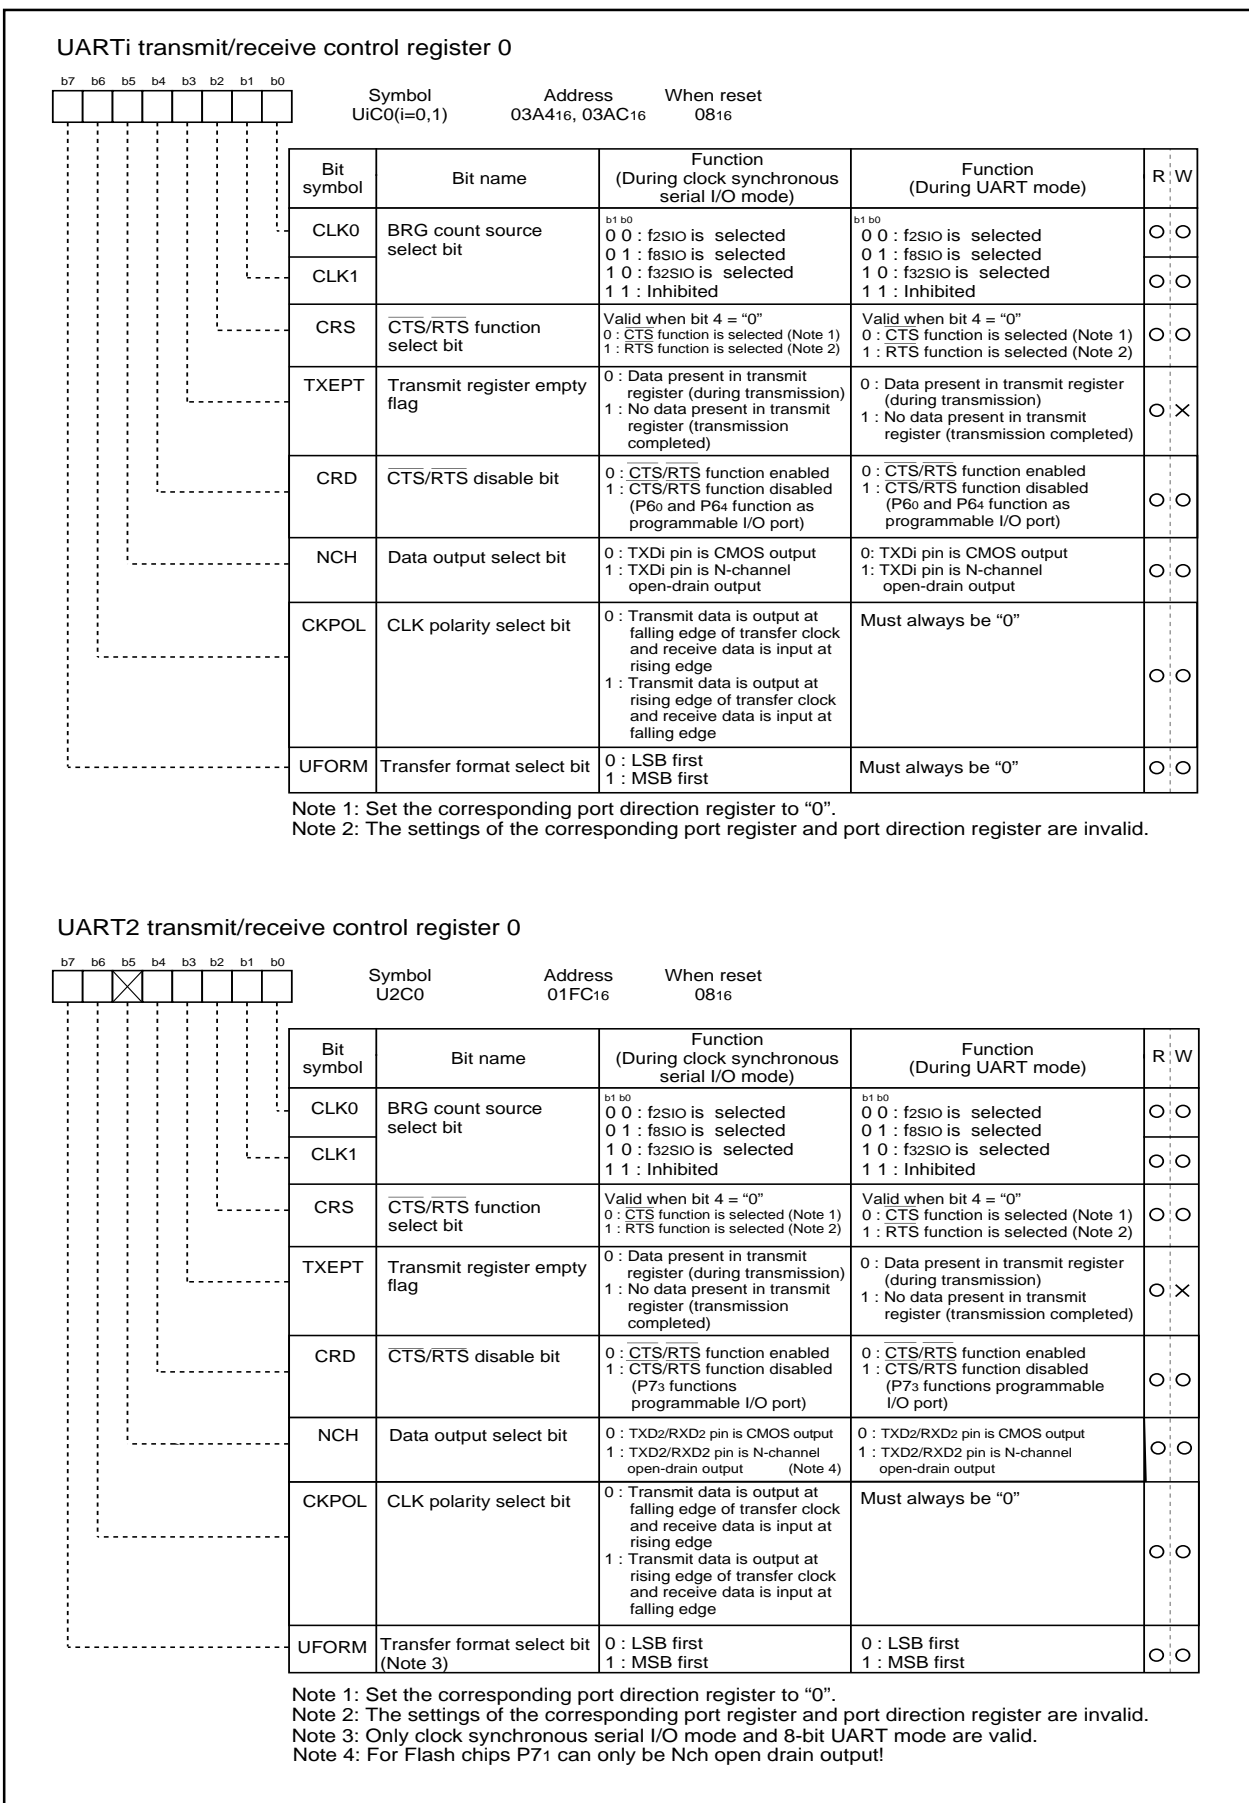 UARTi transmit/receive control register 0
b7 b6 b5 b4 b3 b2 b1 b0
Symbol Address When reset
UiC0(i=0,1) 03A416, 03AC16 0816
Bit symbol Bit name Function (During clock synchronous serial I/O mode) Function (During UART mode) R W
CLK0 BRG count source select bit
CLK1
b1 b0
0 0 : f2SIO is selected
0 1 : f8SIO is selected
1 0 : f32SIO is selected
1 1 : Inhibited
b1 b0
0 0 : f2SIO is selected
0 1 : f8SIO is selected
1 0 : f32SIO is selected
1 1 : Inhibited
CRS CTS/RTS function select bit
Valid when bit 4 = “0”
0 : CTS function is selected (Note 1)
1 : RTS function is selected (Note 2)
Valid when bit 4 = “0”
0 : CTS function is selected (Note 1)
1 : RTS function is selected (Note 2)
TXEPT Transmit register empty flag
0 : Data present in transmit
register (during transmission)
1 : No data present in transmit
register (transmission
completed)
0 : Data present in transmit register
(during transmission)
1 : No data present in transmit
register (transmission completed)
CRD CTS/RTS disable bit
0 : CTS/RTS function enabled
1 : CTS/RTS function disabled
(P60 and P64 function as
programmable I/O port)
0 : CTS/RTS function enabled
1 : CTS/RTS function disabled
(P60 and P64 function as
programmable I/O port)
NCH Data output select bit
0 : TXDi pin is CMOS output
1 : TXDi pin is N-channel
open-drain output
0: TXDi pin is CMOS output
1: TXDi pin is N-channel
open-drain output
CKPOL CLK polarity select bit
0 : Transmit data is output at
falling edge of transfer clock
and receive data is input at
rising edge
1 : Transmit data is output at
rising edge of transfer clock
and receive data is input at
falling edge
Must always be “0”
UFORM Transfer format select bit
0 : LSB first
1 : MSB first
Must always be “0”
Note 1: Set the corresponding port direction register to “0”.
Note 2: The settings of the corresponding port register and port direction register are invalid.
UART2 transmit/receive control register 0
b7 b6 b5 b4 b3 b2 b1 b0
Symbol Address When reset
U2C0 01FC16 0816
Bit symbol Bit name Function (During clock synchronous serial I/O mode) Function (During UART mode) R W
CLK0 BRG count source select bit
CLK1
b1 b0
0 0 : f2SIO is selected
0 1 : f8SIO is selected
1 0 : f32SIO is selected
1 1 : Inhibited
b1 b0
0 0 : f2SIO is selected
0 1 : f8SIO is selected
1 0 : f32SIO is selected
1 1 : Inhibited
CRS CTS/RTS function select bit
Valid when bit 4 = “0”
0 : CTS function is selected (Note 1)
1 : RTS function is selected (Note 2)
Valid when bit 4 = “0”
0 : CTS function is selected (Note 1)
1 : RTS function is selected (Note 2)
TXEPT Transmit register empty flag
0 : Data present in transmit
register (during transmission)
1 : No data present in transmit
register (transmission
completed)
0 : Data present in transmit register
(during transmission)
1 : No data present in transmit
register (transmission completed)
CRD CTS/RTS disable bit
0 : CTS/RTS function enabled
1 : CTS/RTS function disabled
(P73 functions
programmable I/O port)
0 : CTS/RTS function enabled
1 : CTS/RTS function disabled
(P73 functions programmable
I/O port)
NCH Data output select bit
0 : TXD2/RXD2 pin is CMOS output
1 : TXD2/RXD2 pin is N-channel
open-drain output (Note 4)
0 : TXD2/RXD2 pin is CMOS output
1 : TXD2/RXD2 pin is N-channel
open-drain output
CKPOL CLK polarity select bit
0 : Transmit data is output at
falling edge of transfer clock
and receive data is input at
rising edge
1 : Transmit data is output at
rising edge of transfer clock
and receive data is input at
falling edge
Must always be “0”
UFORM Transfer format select bit (Note 3)
0 : LSB first
1 : MSB first
0 : LSB first
1 : MSB first
Note 1: Set the corresponding port direction register to “0”.
Note 2: The settings of the corresponding port register and port direction register are invalid.
Note 3: Only clock synchronous serial I/O mode and 8-bit UART mode are valid.
Note 4: For Flash chips P71 can only be Nch open drain output!